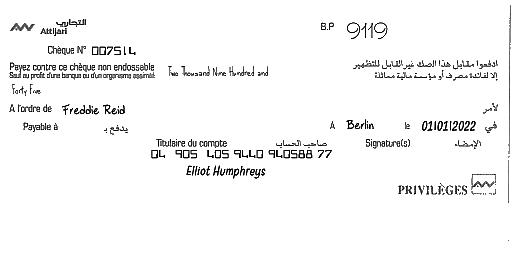 التجاري
Attijari
B.P 9119
Chèque N° 007514
Payez contre ce chèque non endossable
Sauf au profit d'une banque ou d'un organisme assimilé
Two Thousand Nine Hundred and
ادفعوا مقابل هذا الصك غير القابل للتظهير
إلا لفائدة مصرف أو مؤسسة مالية مماثلة
Forty Five
A l'ordre de Freddie Reid
لأمر
Payable à
يدفع بـ
A Berlin le 01/01/2022 في
Titulaire du compte صاحب الحساب
Signature(s) الإمضاء
04 905 405 9440 940588 77
Elliot Humphreys
PRIVILÈGES